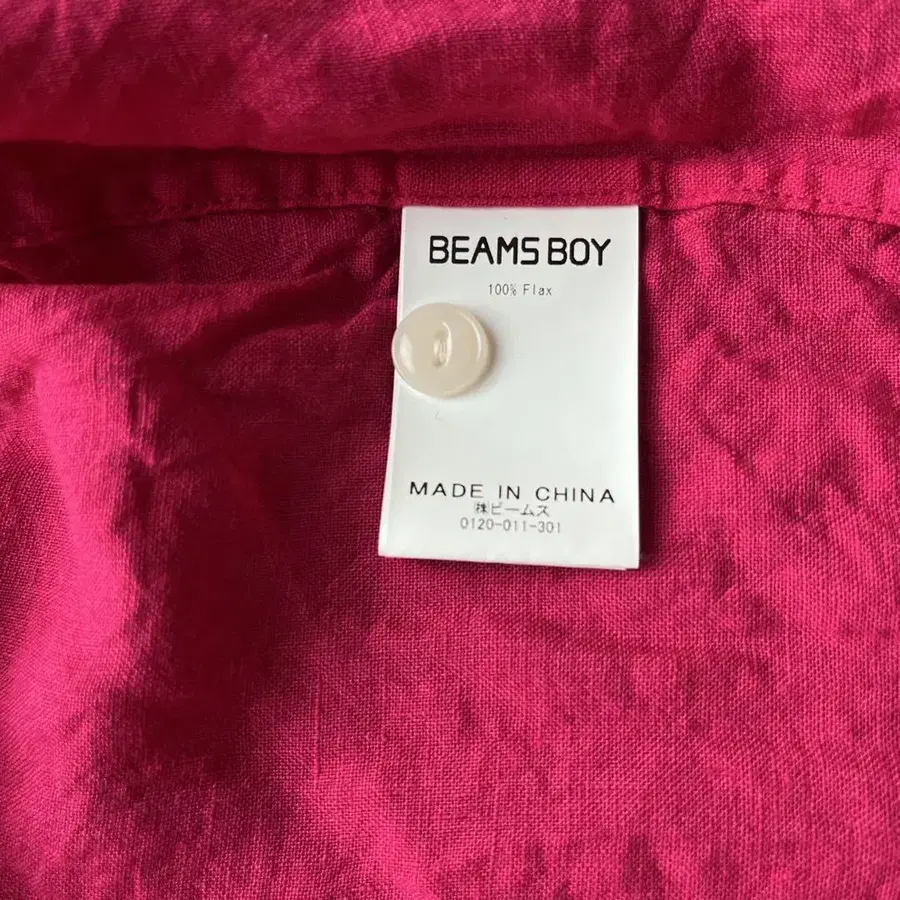 BEAMS BOY
100% Flax
MADE IN CHINA
㈱ビームス
0120-011-301